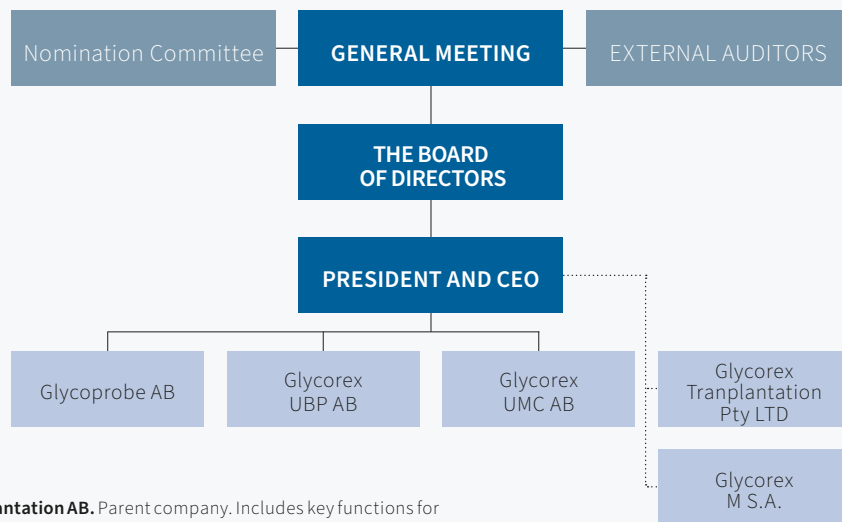 Nomination Committee
GENERAL MEETING
EXTERNAL AUDITORS
THE BOARD
OF DIRECTORS
PRESIDENT AND CEO
Glycoprobe AB
Glycorex
UBP AB
Glycorex
UMC AB
Glycorex
Tranplantation
Pty LTD
Glycorex
M S.A.
antation AB. Parent company. Includes key functions for